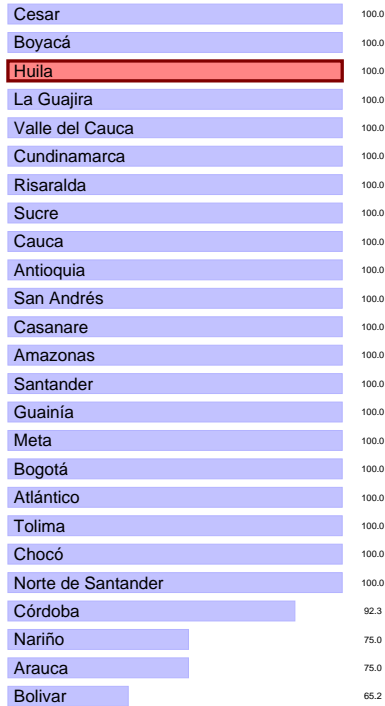 Cesar 100.0
Boyacá 100.0
Huila 100.0
La Guajira 100.0
Valle del Cauca 100.0
Cundinamarca 100.0
Risaralda 100.0
Sucre 100.0
Cauca 100.0
Antioquia 100.0
San Andrés 100.0
Casanare 100.0
Amazonas 100.0
Santander 100.0
Guainía 100.0
Meta 100.0
Bogotá 100.0
Atlántico 100.0
Tolima 100.0
Chocó 100.0
Norte de Santander 100.0
Córdoba 92.3
Nariño 75.0
Arauca 75.0
Bolivar 65.2